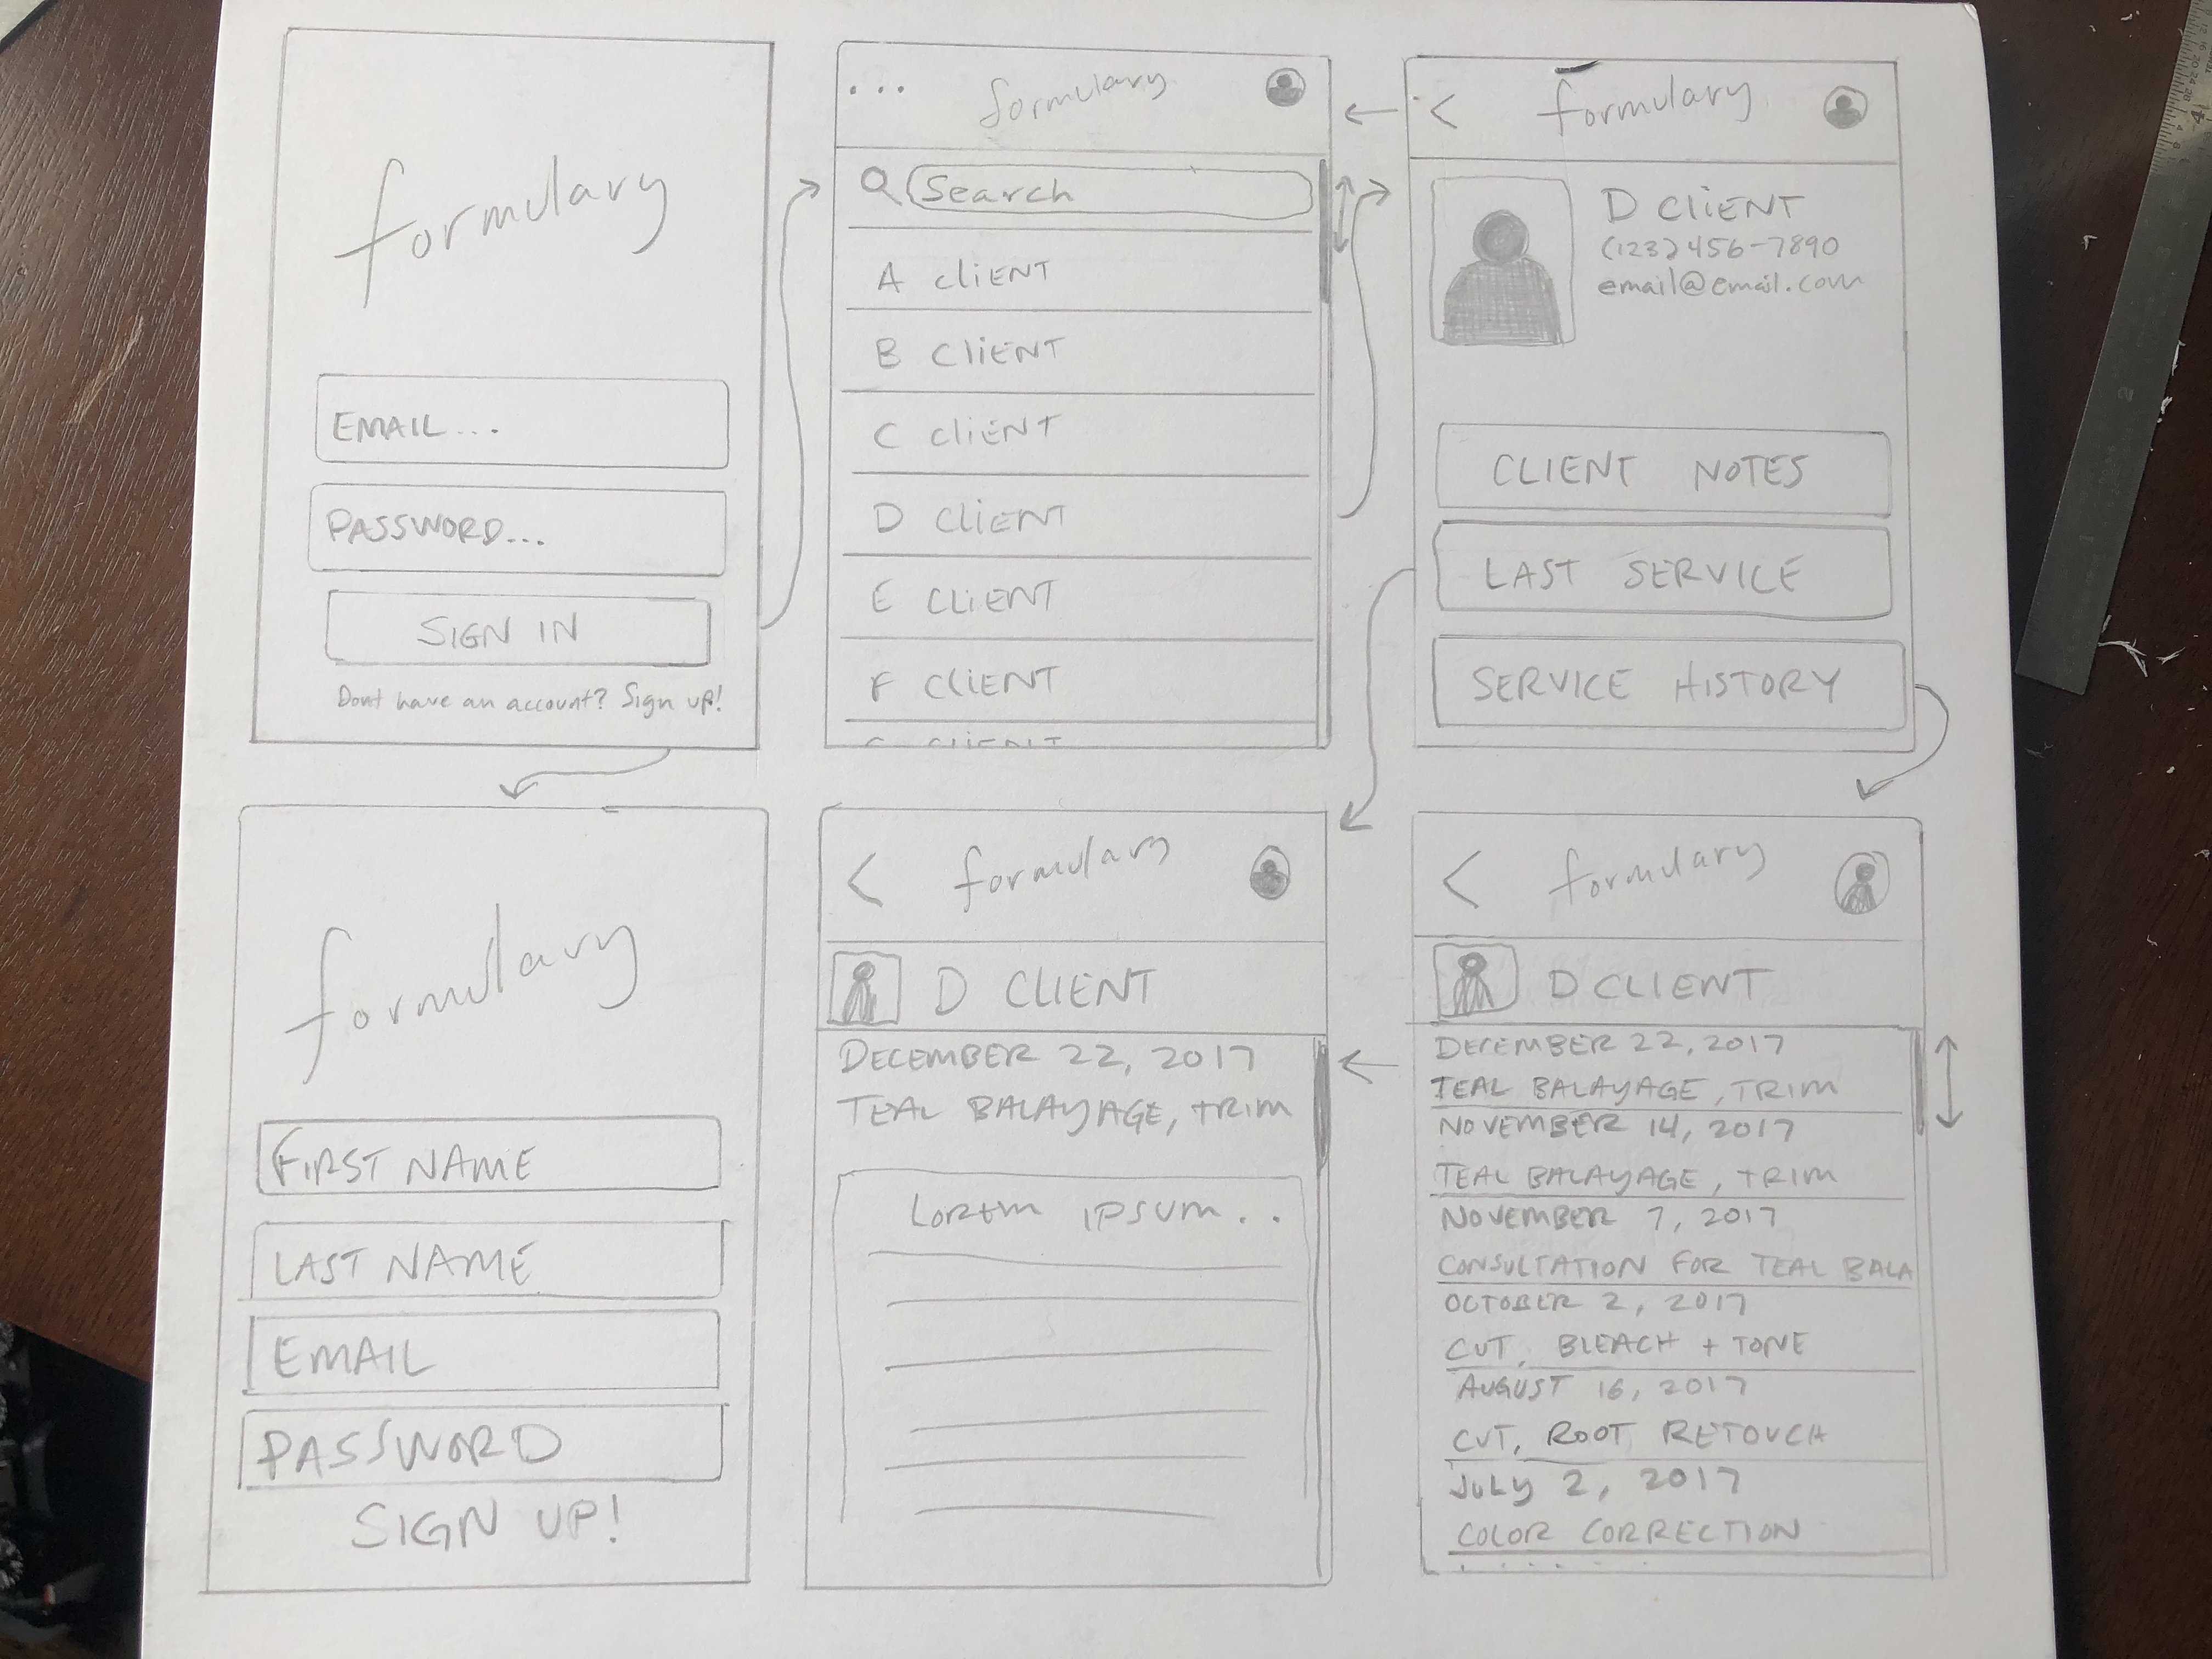 formulary
EMAIL...
PASSWORD...
SIGN IN
Dont have an account? Sign up!
... formulary
Search
A CLIENT
B CLIENT
C CLIENT
D CLIENT
E CLIENT
F CLIENT
G CLIENT
< formulary
D CLIENT
(123) 456-7890
email@email.com
CLIENT NOTES
LAST SERVICE
SERVICE HISTORY
formulary
FIRST NAME
LAST NAME
EMAIL
PASSWORD
SIGN UP!
< formulary
D CLIENT
DECEMBER 22, 2017
TEAL BALAYAGE, TRIM
LOREM IPSUM..
< formulary
D CLIENT
DECEMBER 22, 2017
TEAL BALAYAGE, TRIM
NOVEMBER 14, 2017
TEAL BALAYAGE, TRIM
NOVEMBER 7, 2017
CONSULTATION FOR TEAL BALA
OCTOBER 2, 2017
CUT, BLEACH + TONE
AUGUST 16, 2017
CUT, ROOT RETOUCH
JULY 2, 2017
COLOR CORRECTION